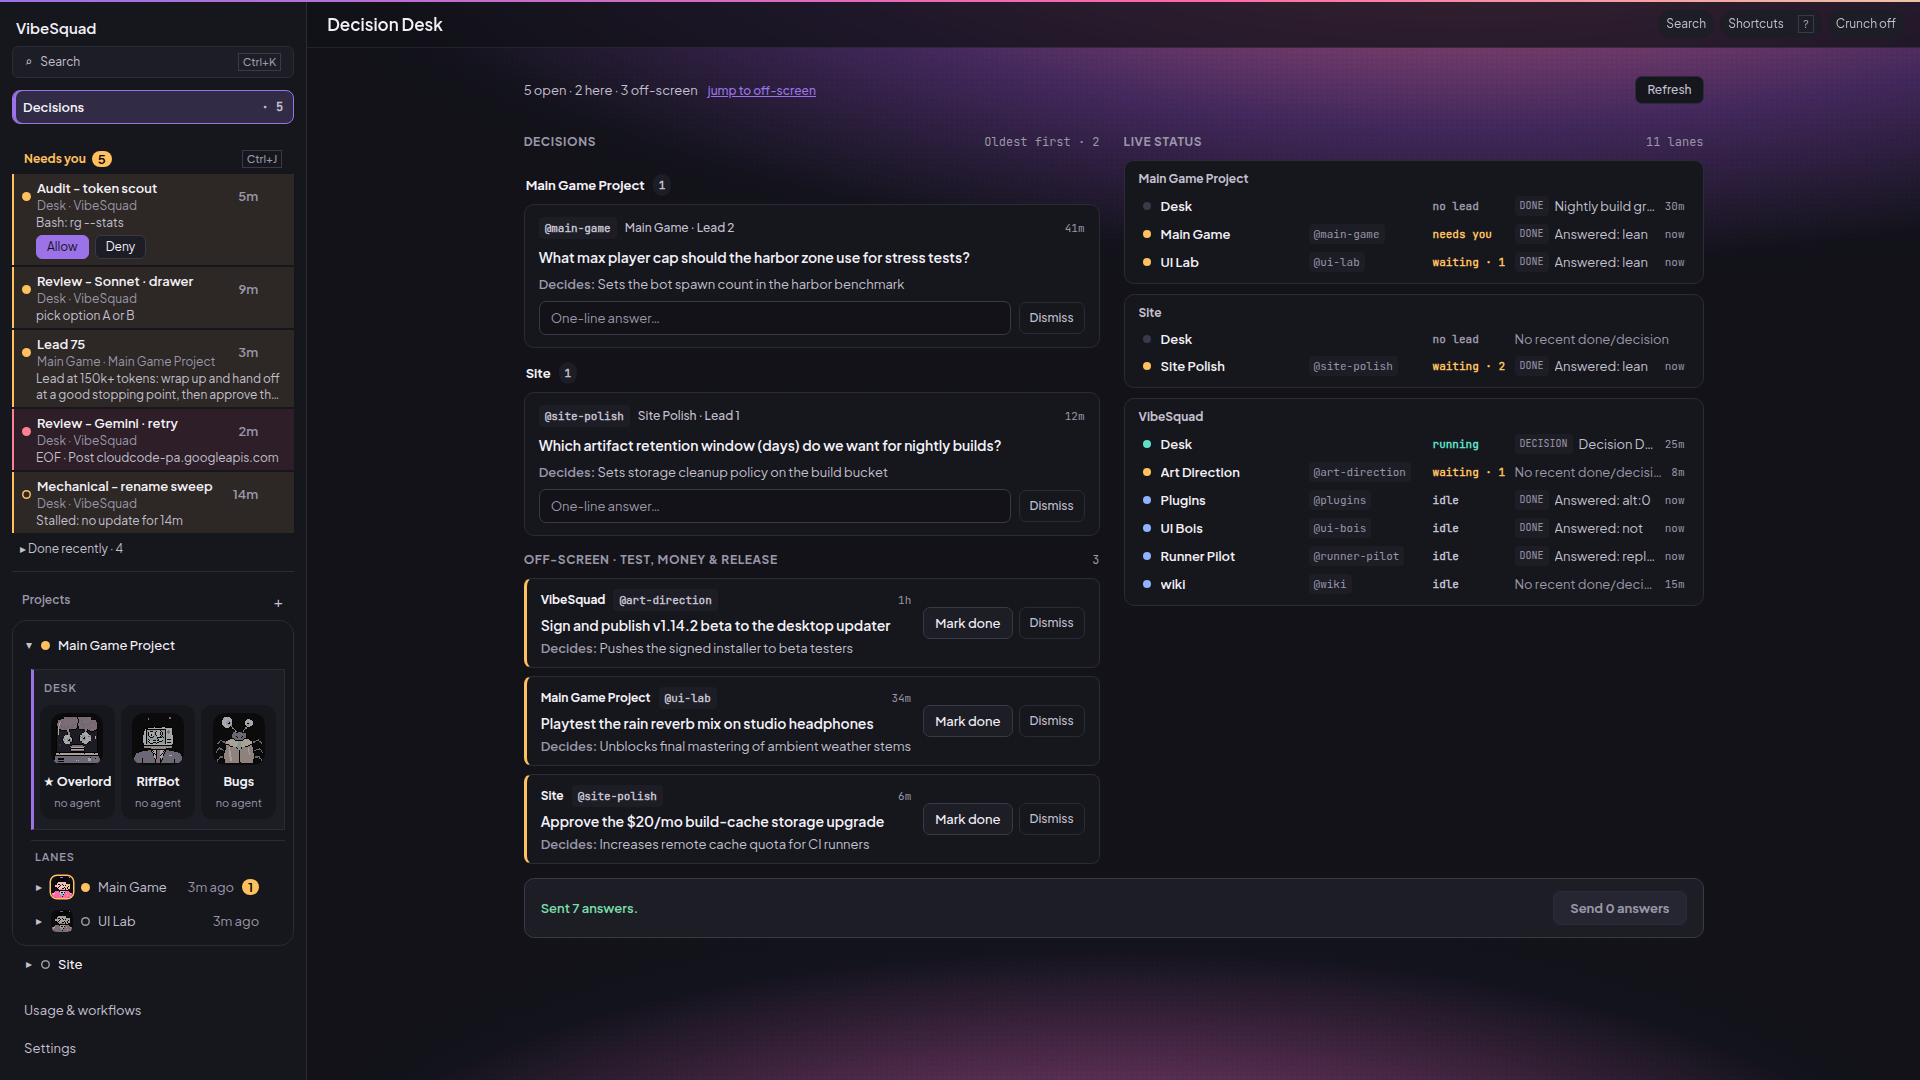 VibeSquad
Search Ctrl+K
Decisions · 5
Needs you 5 Ctrl+J
Audit – token scout 5m
Desk · VibeSquad
Bash: rg --stats
Allow Deny
Review – Sonnet · drawer 9m
Desk · VibeSquad
pick option A or B
Lead 75 3m
Main Game · Main Game Project
Lead at 150k+ tokens: wrap up and hand off
at a good stopping point, then approve th…
Review – Gemini · retry 2m
Desk · VibeSquad
EOF · Post cloudcode-pa.googleapis.com
Mechanical – rename sweep 14m
Desk · VibeSquad
Stalled: no update for 14m
▸ Done recently · 4
Projects +
▾ Main Game Project
DESK
★ Overlord RiffBot Bugs
no agent no agent no agent
LANES
▸ Main Game 3m ago 1
▸ UI Lab 3m ago
▸ Site
Usage & workflows
Settings
Decision Desk
Search Shortcuts ? Crunch off
5 open · 2 here · 3 off-screen jump to off-screen
Refresh
DECISIONS Oldest first · 2
Main Game Project 1
@main-game Main Game · Lead 2 41m
What max player cap should the harbor zone use for stress tests?
Decides: Sets the bot spawn count in the harbor benchmark
One-line answer… Dismiss
Site 1
@site-polish Site Polish · Lead 1 12m
Which artifact retention window (days) do we want for nightly builds?
Decides: Sets storage cleanup policy on the build bucket
One-line answer… Dismiss
OFF-SCREEN · TEST, MONEY & RELEASE 3
VibeSquad @art-direction 1h
Sign and publish v1.14.2 beta to the desktop updater
Decides: Pushes the signed installer to beta testers
Mark done Dismiss
Main Game Project @ui-lab 34m
Playtest the rain reverb mix on studio headphones
Decides: Unblocks final mastering of ambient weather stems
Mark done Dismiss
Site @site-polish 6m
Approve the $20/mo build-cache storage upgrade
Decides: Increases remote cache quota for CI runners
Mark done Dismiss
LIVE STATUS 11 lanes
Main Game Project
Desk no lead DONE Nightly build gr… 30m
Main Game @main-game needs you DONE Answered: lean now
UI Lab @ui-lab waiting · 1 DONE Answered: lean now
Site
Desk no lead No recent done/decision
Site Polish @site-polish waiting · 2 DONE Answered: lean now
VibeSquad
Desk running DECISION Decision D… 25m
Art Direction @art-direction waiting · 1 No recent done/decisi… 8m
Plugins @plugins idle DONE Answered: alt:0 now
UI Bois @ui-bois idle DONE Answered: not now
Runner Pilot @runner-pilot idle DONE Answered: repl… now
wiki @wiki idle No recent done/deci… 15m
Sent 7 answers. Send 0 answers